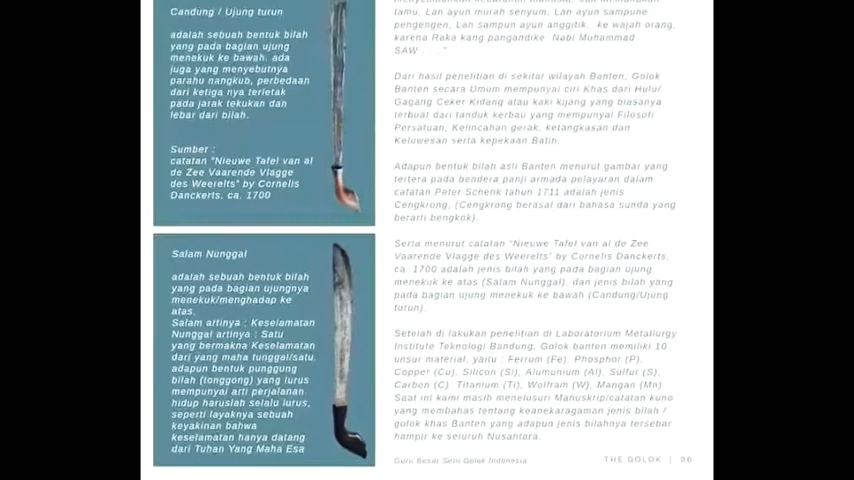 Candung / Ujung turun
adalah sebuah bentuk bilah
yang pada bagian ujung
menekuk ke bawah. ada
juga yang menyebutnya
parahu nangkub, perbedaan
dari ketiga nya terletak
pada jarak tekukan dan
lebar dari bilah.
Sumber :
catatan "Nieuwe Tafel van al
de Zee Vaarende Vlagge
des Weerelts" by Cornelis
Danckerts, ca. 1700
Salam Nunggal
adalah sebuah bentuk bilah
yang pada bagian ujungnya
menekuk/menghadap ke
atas.
Salam artinya : Keselamatan
Nunggal artinya : Satu
yang bermakna Keselamatan
dari yang maha tunggal/satu.
adapun bentuk punggung
bilah (tonggong) yang lurus
mempunyai arti perjalanan
hidup haruslah selalu lurus,
seperti layaknya sebuah
keyakinan bahwa
keselamatan hanya datang
dari Tuhan Yang Maha Esa
tamu, Lan ayun murah senyum, Lan ayun sampune
pengengen, Lan sampun ayun anggitik, ke wajah orang,
karena Raka kang pangandike Nabi Muhammad
SAW ....."
Dari hasil penelitian di sekitar wilayah Banten, Golok
Banten secara Umum mempunyai ciri Khas dari Hulu/
Gagang Ceker Kidang atau kaki kijang yang biasanya
terbuat dari tanduk kerbau yang mempunyai Filosofi
Persatuan, Kelincahan gerak, ketangkasan dan
Keluwesan serta kepekaan Batin.
Adapun bentuk bilah asli Banten menurut gambar yang
tertera pada bendera panji armada pelayaran dalam
catatan Peter Schenk tahun 1711 adalah jenis
Cengkrong, (Cengkrong berasal dari bahasa sunda yang
berarti bengkok).
Serta menurut catatan "Nieuwe Tafel van al de Zee
Vaarende Vlagge des Weerelts" by Cornelis Danckerts,
ca. 1700 adalah jenis bilah yang pada bagian ujung
menekuk ke atas (Salam Nunggal), dan jenis bilah yang
pada bagian ujung menekuk ke bawah (Candung/Ujung
turun).
Setelah di lakukan penelitian di Laboratorium Metallurgy
Institute Teknologi Bandung, Golok banten memiliki 10
unsur material, yaitu : Ferrum (Fe), Phosphor (P),
Copper (Cu), Silicon (Si), Alumunium (Al), Sulfur (S),
Carbon (C) Titanium (Ti), Wolfram (W), Mangan (Mn)
Saat ini kami masih menelusuri Manuskrip/catatan kuno
yang membahas tentang keanekaragaman jenis bilah /
golok khas Banten yang adapun jenis bilahnya tersebar
hampir ke seluruh Nusantara.
Guru Besar Seni Golok Indonesia
THE GOLOK | 96